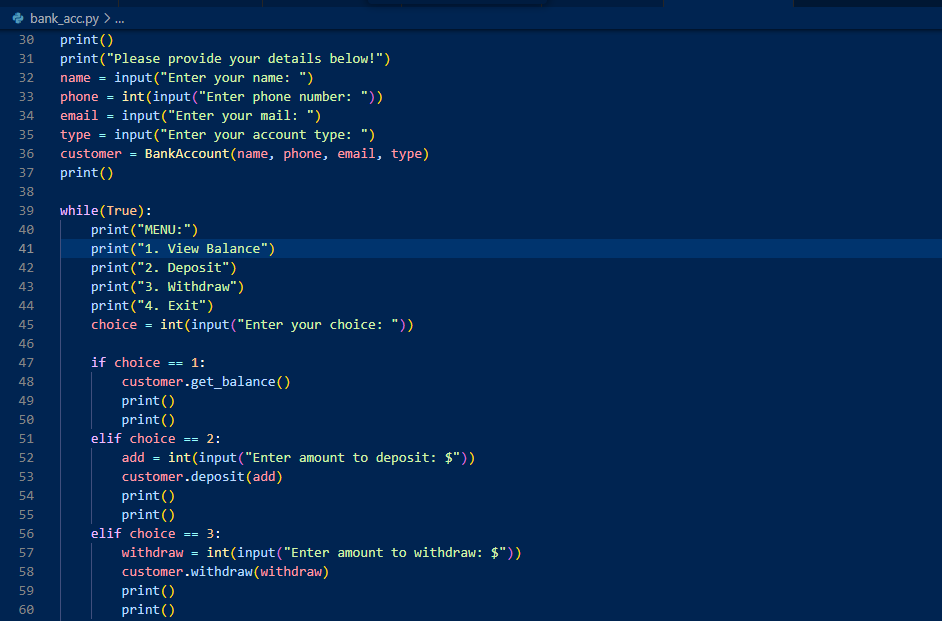 bank_acc.py > ...
30 print()
31 print("Please provide your details below!")
32 name = input("Enter your name: ")
33 phone = int(input("Enter phone number: "))
34 email = input("Enter your mail: ")
35 type = input("Enter your account type: ")
36 customer = BankAccount(name, phone, email, type)
37 print()
38
39 while(True):
40     print("MENU:")
41     print("1. View Balance")
42     print("2. Deposit")
43     print("3. Withdraw")
44     print("4. Exit")
45     choice = int(input("Enter your choice: "))
46
47     if choice == 1:
48         customer.get_balance()
49         print()
50         print()
51     elif choice == 2:
52         add = int(input("Enter amount to deposit: $"))
53         customer.deposit(add)
54         print()
55         print()
56     elif choice == 3:
57         withdraw = int(input("Enter amount to withdraw: $"))
58         customer.withdraw(withdraw)
59         print()
60         print()